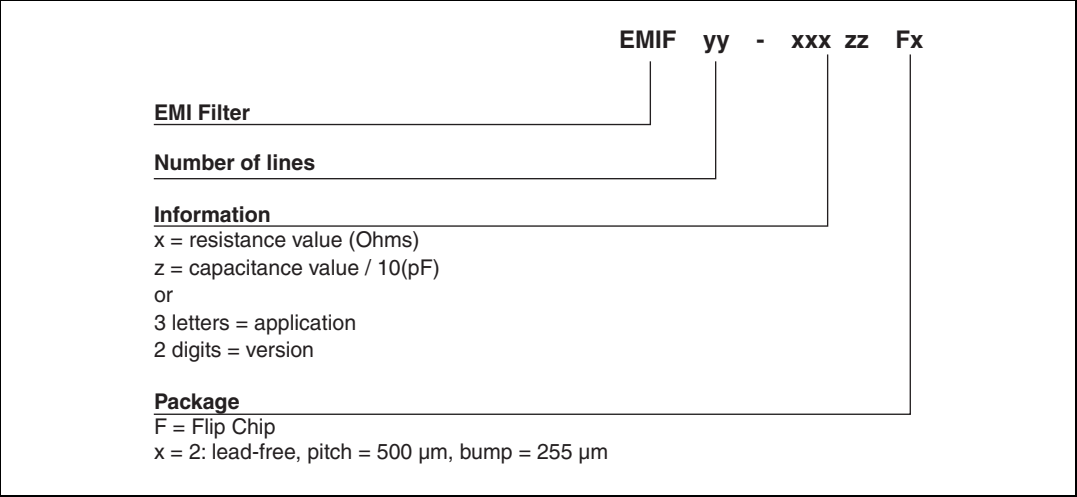 EMIF yy - xxx zz Fx
EMI Filter
Number of lines
Information
x = resistance value (Ohms)
z = capacitance value / 10(pF)
or
3 letters = application
2 digits = version
Package
F = Flip Chip
x = 2: lead-free, pitch = 500 µm, bump = 255 µm